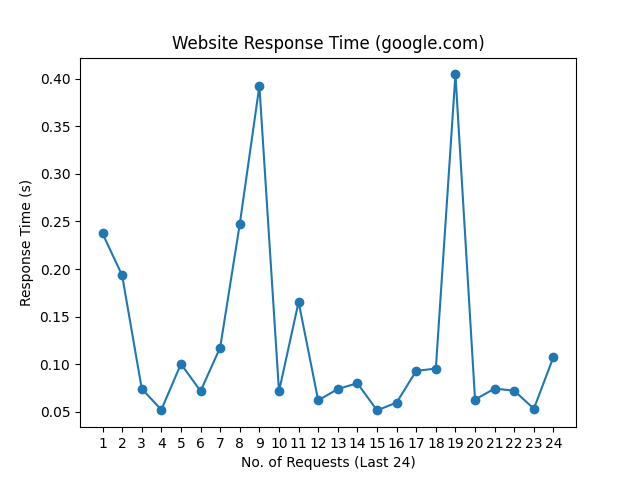 Website Response Time (google.com)
0.40
0.35
0.30
0.25
0.20
0.15
0.10
0.05
Response Time (s)
1 2 3 4 5 6 7 8 9 10 11 12 13 14 15 16 17 18 19 20 21 22 23 24
No. of Requests (Last 24)